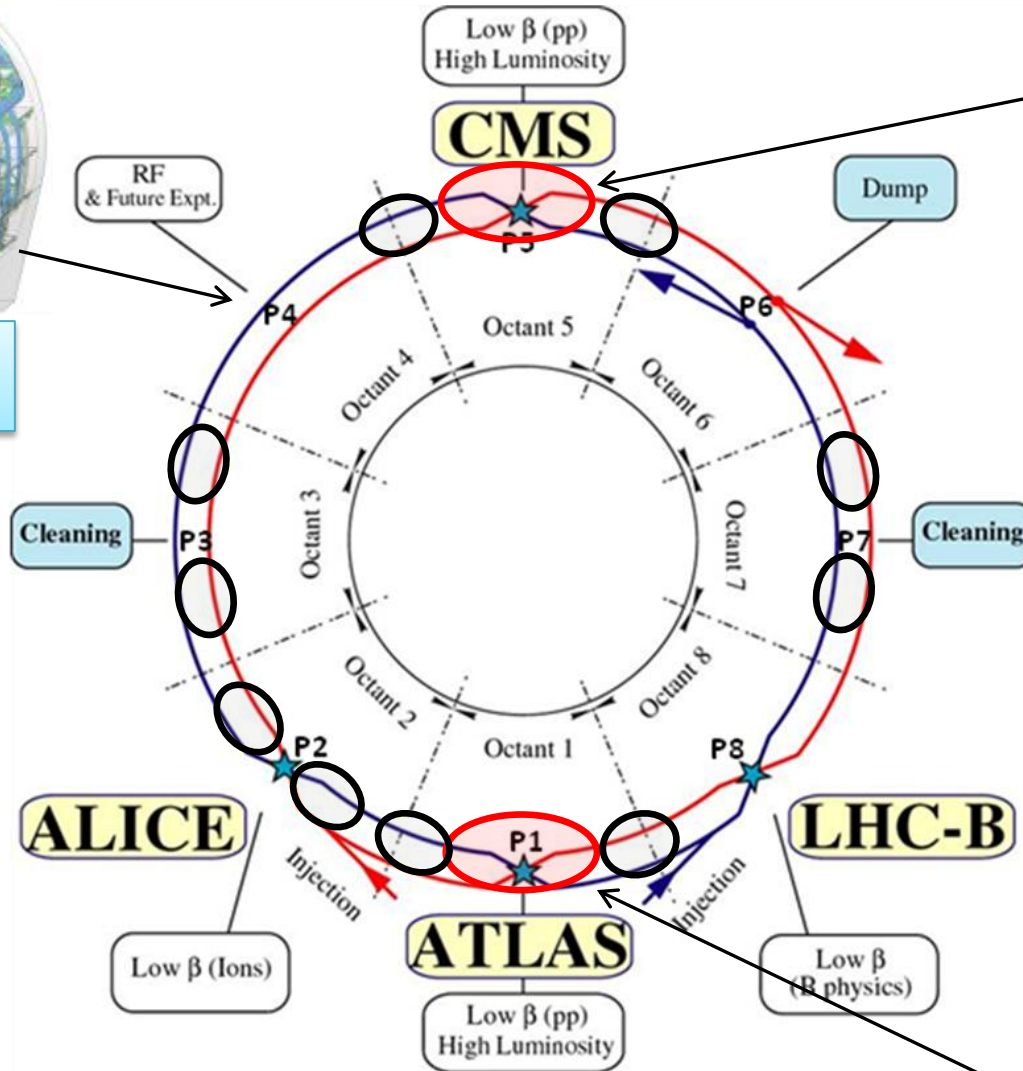 Low β (pp)
High Luminosity
CMS
RF
& Future Expt.
Dump
P5
P4
P6
Octant 5
Octant 4
Octant 6
Cleaning
P3
Octant 3
Octant 7
P7
Cleaning
Octant 2
Octant 8
P2
Octant 1
P8
ALICE
LHC-B
P1
Injection
Injection
ATLAS
Low β (Ions)
Low β
(B physics)
Low β (pp)
High Luminosity